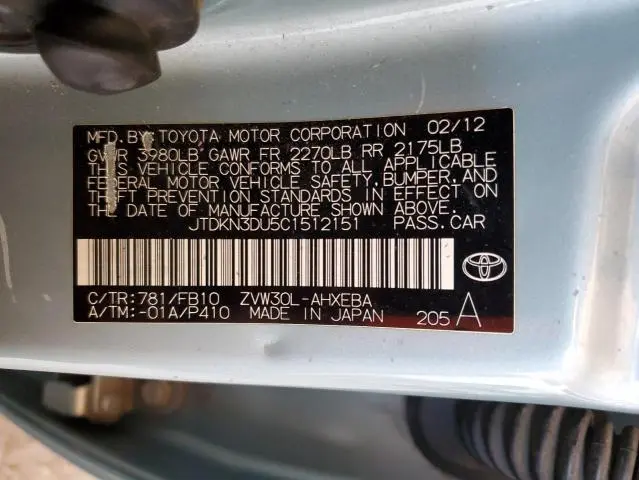 MFD. BY: TOYOTA MOTOR CORPORATION 02/12
GVWR 3980LB GAWR FR 2270LB RR 2175LB
THIS VEHICLE CONFORMS TO ALL APPLICABLE
FEDERAL MOTOR VEHICLE SAFETY, BUMPER, AND
THEFT PREVENTION STANDARDS IN EFFECT ON
THE DATE OF MANUFACTURE SHOWN ABOVE.
JTDKN3DU5C1512151 PASS.CAR
C/TR: 781/FB10 ZVW30L-AHXEBA
A/TM: -01A/P410 MADE IN JAPAN 205 A